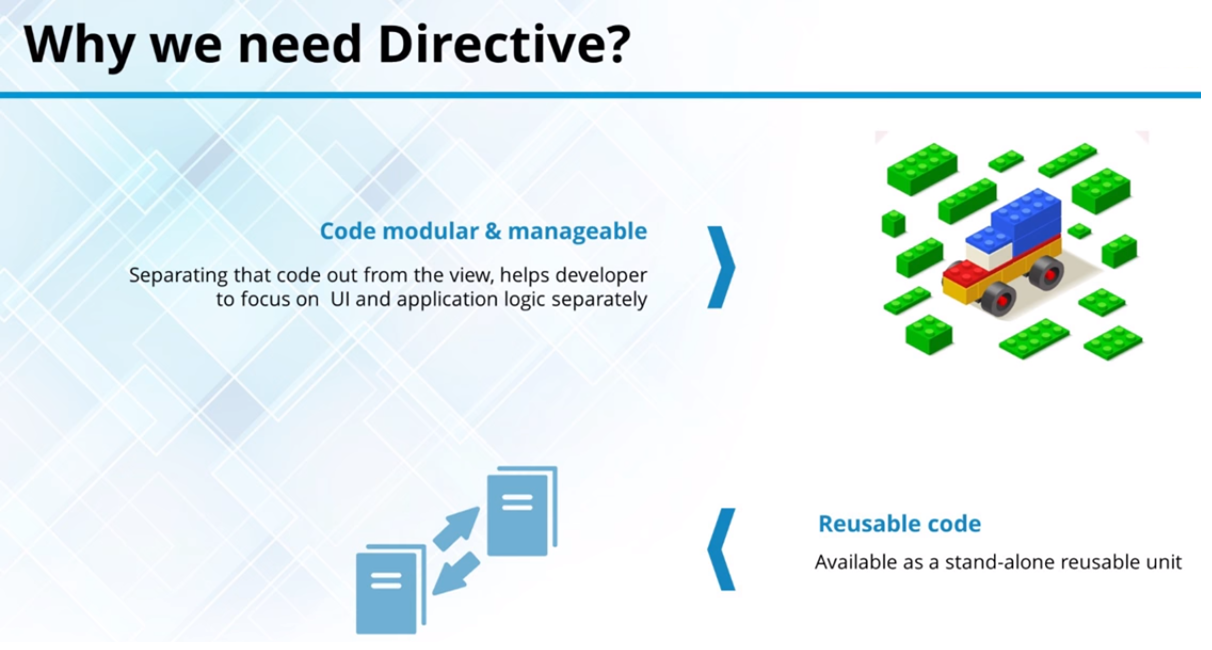 Why we need Directive?
Code modular & manageable
Separating that code out from the view, helps developer
to focus on  UI and application logic separately
Reusable code
Available as a stand-alone reusable unit